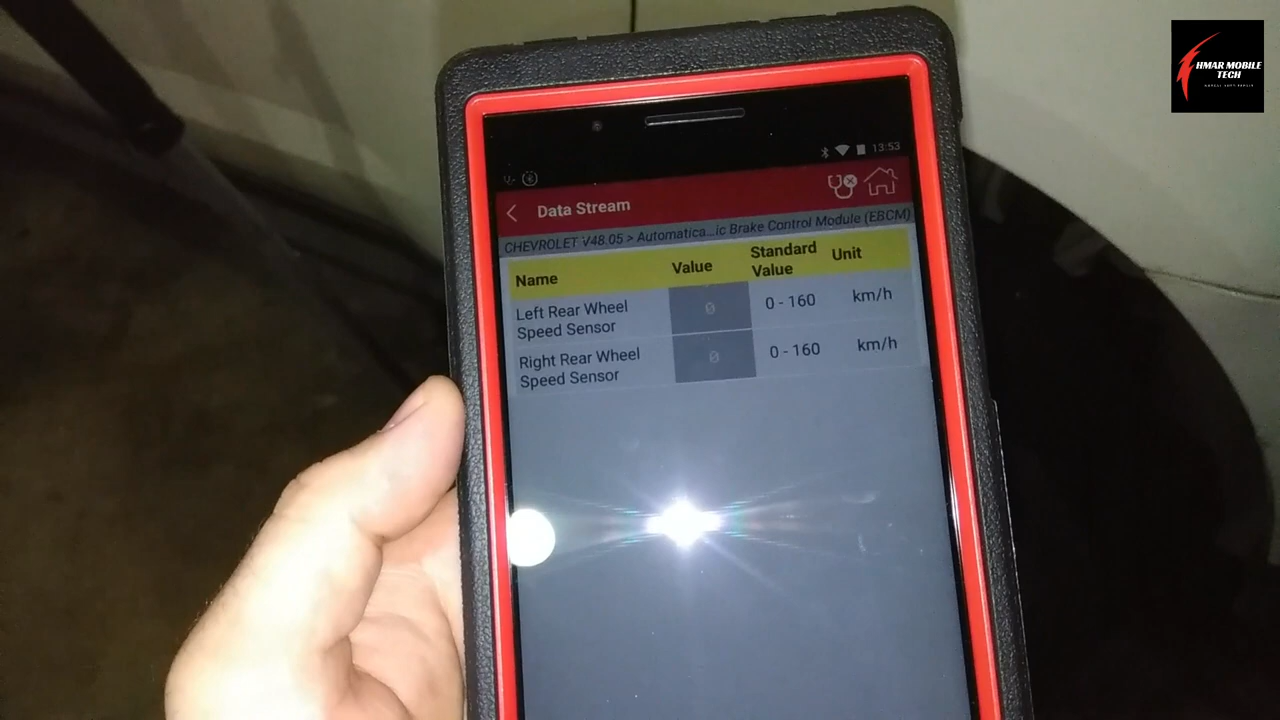 HMAR MOBILE
TECH
13:53
Data Stream
CHEVROLET V48.05 > Automatica...ic Brake Control Module (EBCM)
Name Value Standard Value Unit
Left Rear Wheel Speed Sensor 0 0 - 160 km/h
Right Rear Wheel Speed Sensor 0 0 - 160 km/h